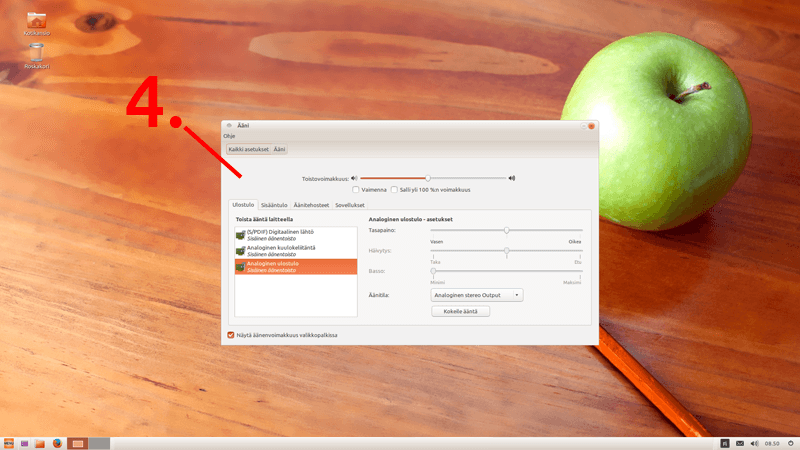 Kotikansio
Roskakori
4.
Ääni
Ohje
Kaikki asetukset Ääni
Toistovoimakkuus:
Vaimenna Salli yli 100 %:n voimakkuus
Ulostulo Sisääntulo Äänitehosteet Sovellukset
Toista ääntä laitteella
(S/PDIF) Digitaalinen lähtö
Sisäinen äänentoisto
Analoginen kuulokeliitäntä
Sisäinen äänentoisto
Analoginen ulostulo
Sisäinen äänentoisto
Analoginen ulostulo - asetukset
Tasapaino:
Vasen Oikea
Häivytys:
Taka Etu
Basso:
Minimi Maksimi
Äänitila: Analoginen stereo Output
Kokeile ääntä
Näytä äänenvoimakkuus valikkopalkissa
MENU
FI 08.50